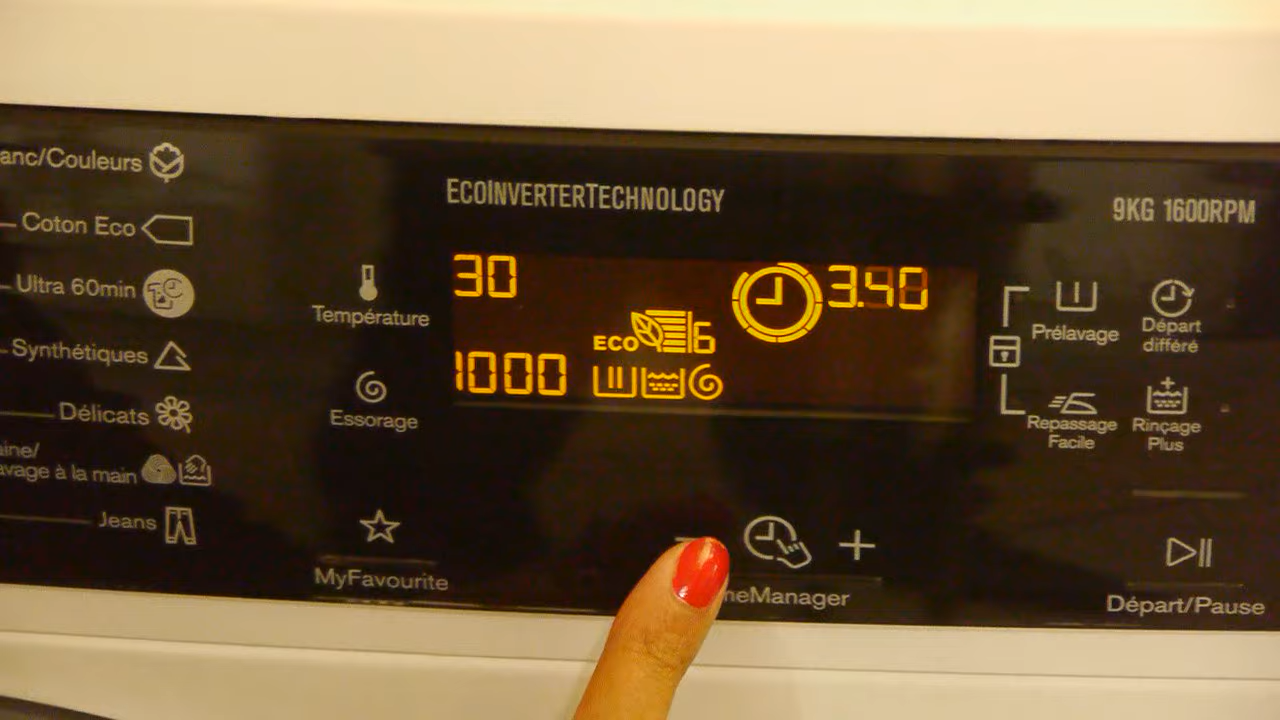 anc/Couleurs
Coton Eco
Ultra 60min
Synthétiques
Délicats
aine/
avage à la main
Jeans
Température
Essorage
MyFavourite
ECOINVERTERTECHNOLOGY
30
3.40
ECO 6
1000
neManager
9KG 1600RPM
Prélavage
Départ
différé
Repassage
Facile
Rinçage
Plus
Départ/Pause